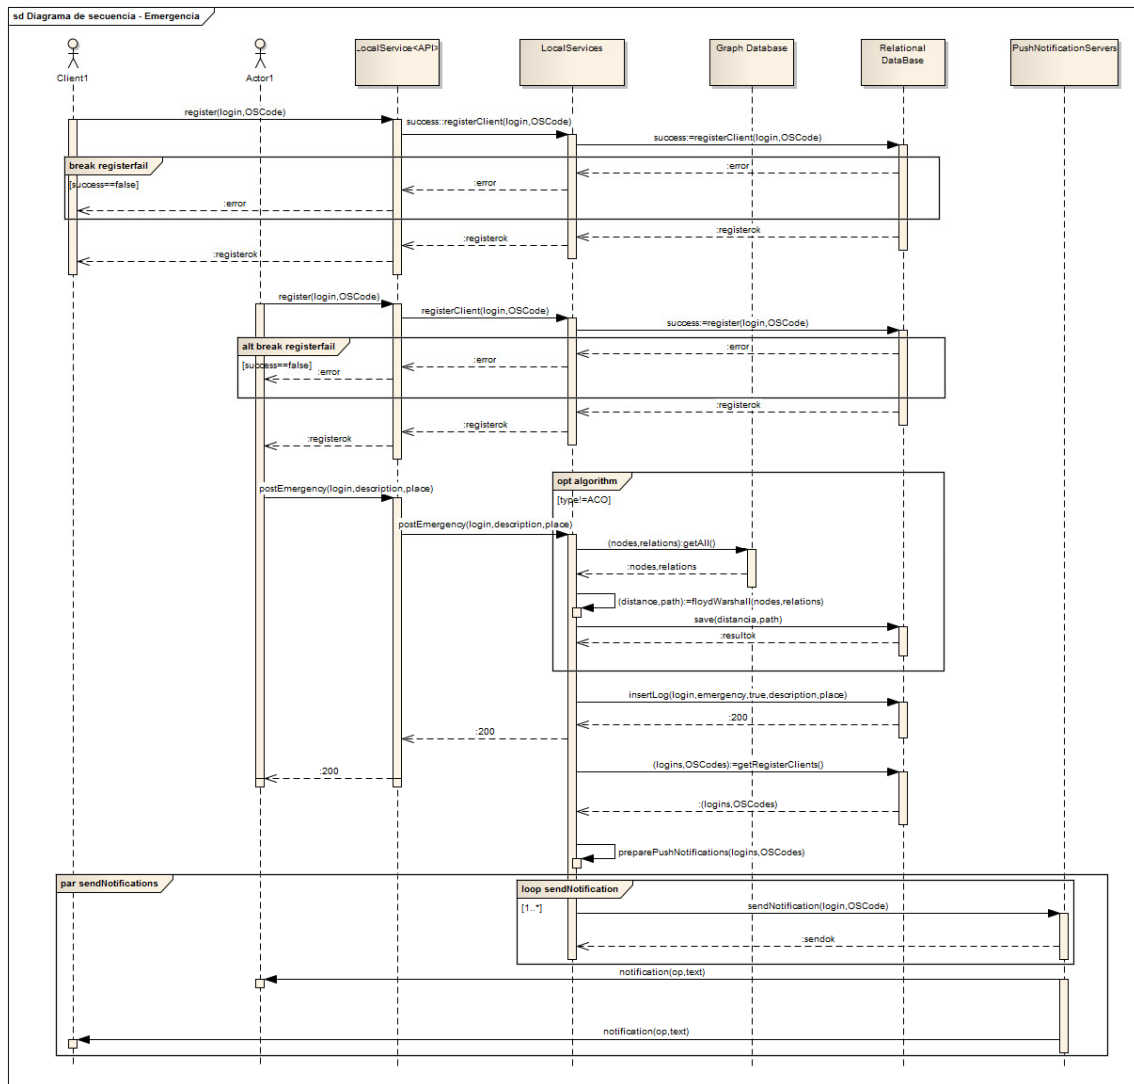 sd Diagrama de secuencia - Emergencia
Client1
Actor1
LocalService<API>
LocalServices
Graph Database
Relational
DataBase
PushNotificationServers
register(login,OSCode)
success::registerClient(login,OSCode)
success:=registerClient(login,OSCode)
break registerfail
[success==false]
:error
:error
:error
:registerok
:registerok
:registerok
register(login,OSCode)
registerClient(login,OSCode)
success:=register(login,OSCode)
alt break registerfail
[success==false]
:error
:error
:error
:registerok
:registerok
:registerok
opt algorithm
[type!=ACO]
postEmergency(login,description,place)
postEmergency(login,description,place)
(nodes,relations):getAll()
:nodes,relations
(distance,path):=floydWarshall(nodes,relations)
save(distancia,path)
:resultok
insertLog(login,emergency,true,description,place)
:200
:200
:200
(logins,OSCodes):=getRegisterClients()
:(logins,OSCodes)
preparePushNotifications(logins,OSCodes)
par sendNotifications
loop sendNotification
[1..*]
sendNotification(login,OSCode)
:sendok
notification(op,text)
notification(op,text)